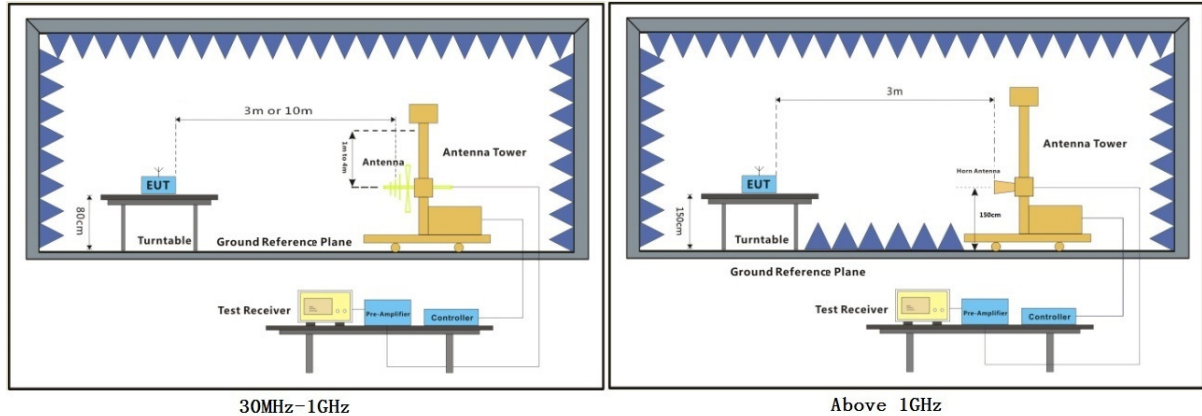 3m or 10m
1m to 4m
Antenna
Antenna Tower
EUT
80cm
Turntable
Ground Reference Plane
Test Receiver
Pre-Amplifier
Controller
30MHz-1GHz
3m
Antenna Tower
Horn Antenna
EUT
150cm
150cm
Turntable
Ground Reference Plane
Test Receiver
Pre-Amplifier
Controller
Above 1GHz